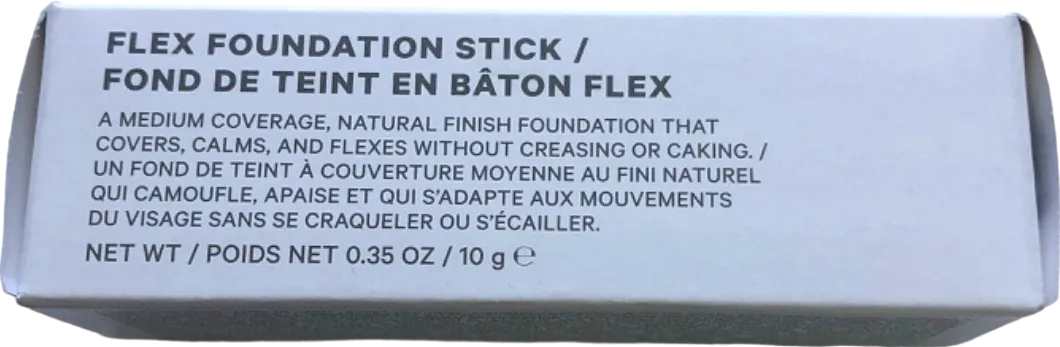 FLEX FOUNDATION STICK /
FOND DE TEINT EN BÂTON FLEX
A MEDIUM COVERAGE, NATURAL FINISH FOUNDATION THAT
COVERS, CALMS, AND FLEXES WITHOUT CREASING OR CAKING. /
UN FOND DE TEINT À COUVERTURE MOYENNE AU FINI NATUREL
QUI CAMOUFLE, APAISE ET QUI S'ADAPTE AUX MOUVEMENTS
DU VISAGE SANS SE CRAQUELER OU S'ÉCAILLER.
NET WT / POIDS NET 0.35 OZ / 10 g ℮